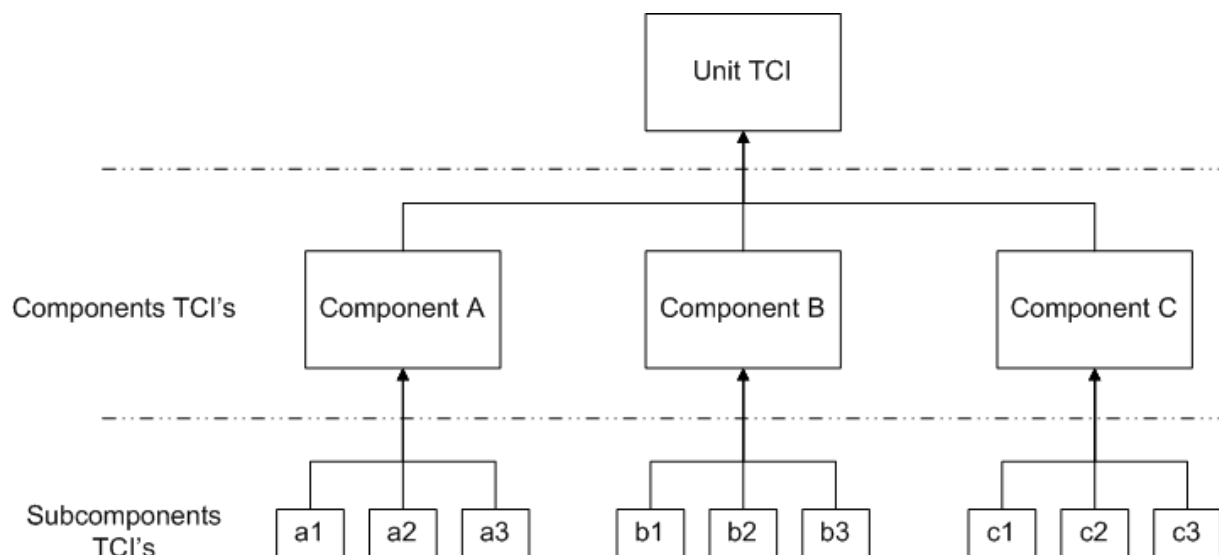 Unit TCI
Components TCI's
Component A
Component B
Component C
Subcomponents
TCI's
a1
a2
a3
b1
b2
b3
c1
c2
c3